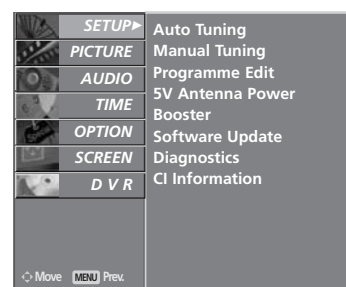 SETUP
PICTURE
AUDIO
TIME
OPTION
SCREEN
D V R
Auto Tuning
Manual Tuning
Programme Edit
5V Antenna Power
Booster
Software Update
Diagnostics
CI Information
Move MENU Prev.